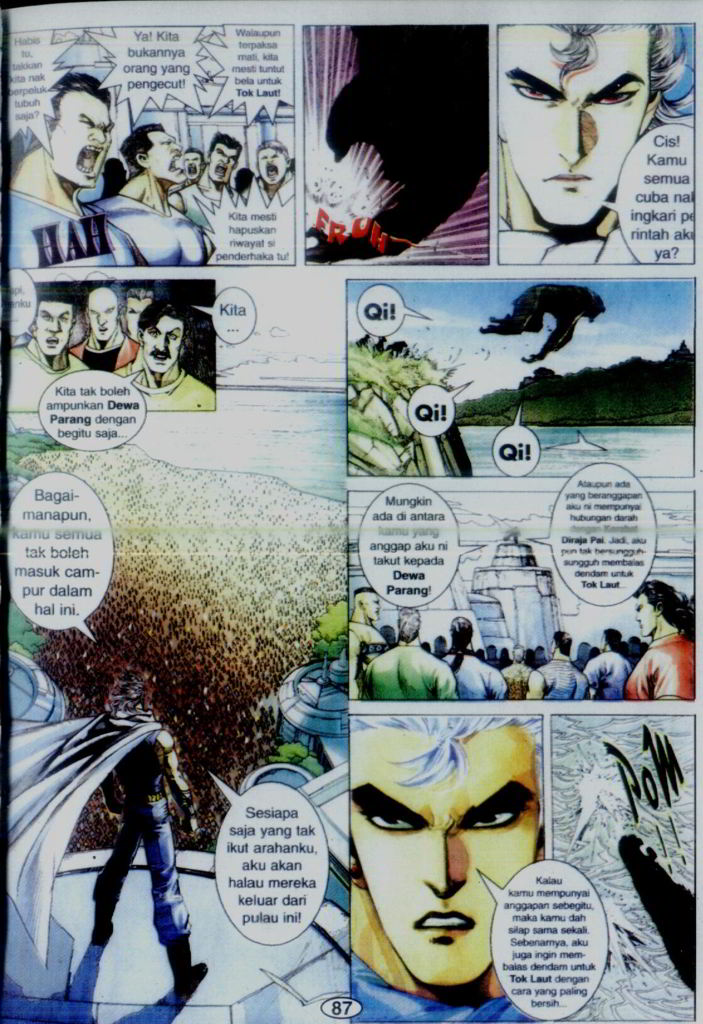 Habis
tu,
takkan
kita nak
berpeluk
tubuh
saja?
Ya! Kita
bukannya
orang yang
pengecut!
Walaupun
terpaksa
mati, kita
mesti tuntut
bela untuk
Tok Laut!
HAH
Kita mesti
hapuskan
riwayat si
penderhaka tu!
FROH
Cis!
Kamu
semua
cuba nak
ingkari pe
rintah aku
ya?
Kita
...
Kita tak boleh
ampunkan Dewa
Parang dengan
begitu saja...
Qi!
Qi!
Qi!
Bagai-
manapun,
kamu semua
tak boleh
masuk cam-
pur dalam
hal ini.
Sesiapa
saja yang tak
ikut arahanku,
aku akan
halau mereka
keluar dari
pulau ini!
Mungkin
ada di antara
kamu yang
anggap aku ni
takut kepada
Dewa
Parang!
Ataupun ada
yang beranggapan
aku ni mempunyai
hubungan darah
dengan Kerabat
Diraja Pai. Jadi, aku
pun tak bersungguh-
sungguh membalas
dendam untuk
Tok Laut...
Kalau
kamu mempunyai
anggapan sebegitu,
maka kamu dah
silap sama sekali.
Sebenarnya, aku
juga ingin mem-
balas dendam untuk
Tok Laut dengan
cara yang paling
bersih...
POM!!
87